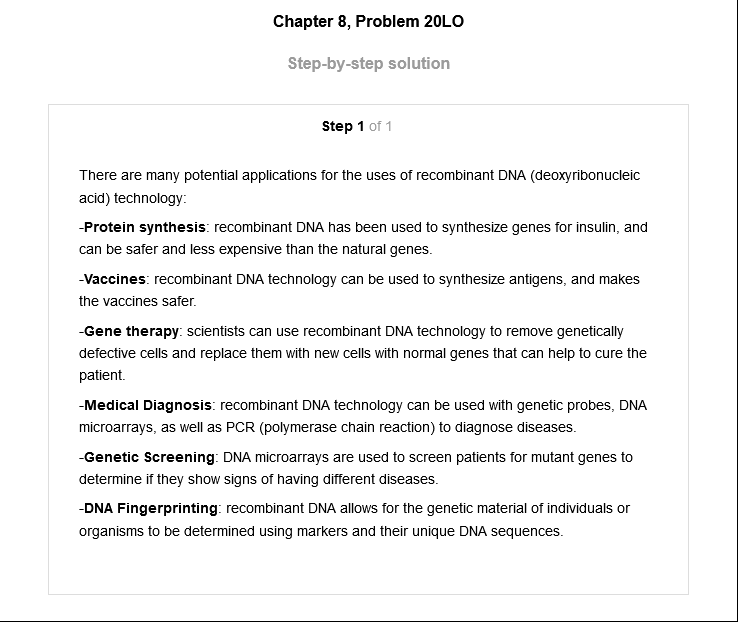 Chapter 8, Problem 20LO
Step-by-step solution
Step 1 of 1
There are many potential applications for the uses of recombinant DNA (deoxyribonucleic
acid) technology:
-Protein synthesis: recombinant DNA has been used to synthesize genes for insulin, and
can be safer and less expensive than the natural genes.
-Vaccines: recombinant DNA technology can be used to synthesize antigens, and makes
the vaccines safer.
-Gene therapy: scientists can use recombinant DNA technology to remove genetically
defective cells and replace them with new cells with normal genes that can help to cure the
patient.
-Medical Diagnosis: recombinant DNA technology can be used with genetic probes, DNA
microarrays, as well as PCR (polymerase chain reaction) to diagnose diseases.
-Genetic Screening: DNA microarrays are used to screen patients for mutant genes to
determine if they show signs of having different diseases.
-DNA Fingerprinting: recombinant DNA allows for the genetic material of individuals or
organisms to be determined using markers and their unique DNA sequences.